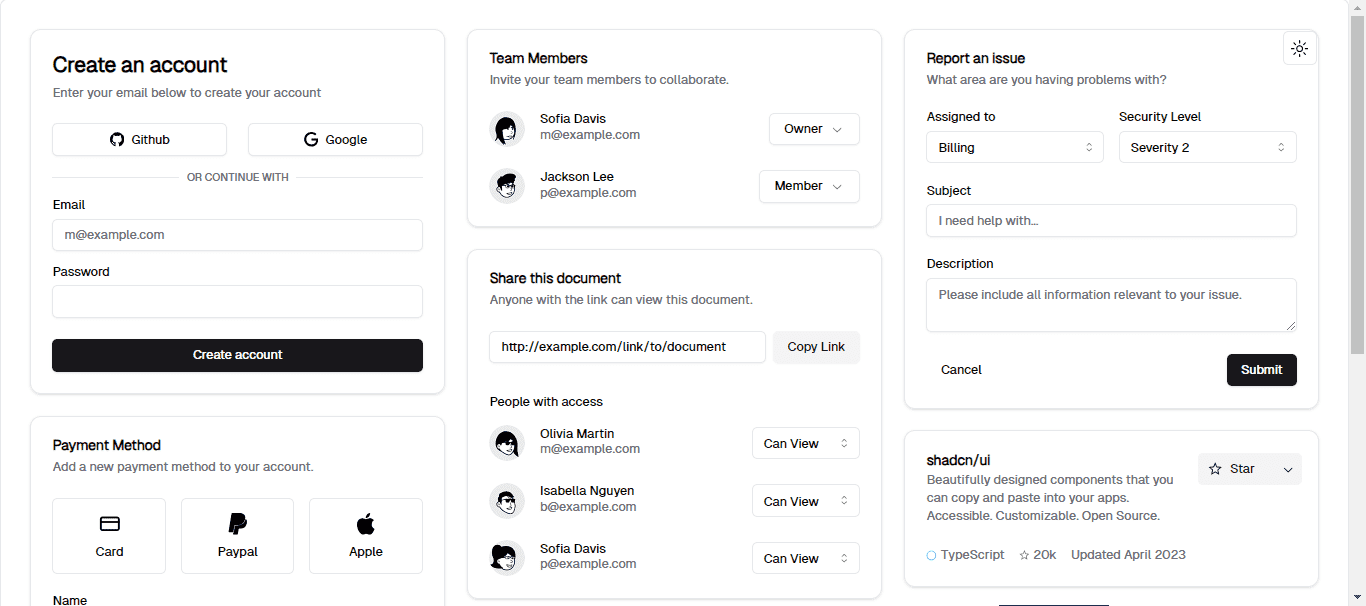 Create an account
Enter your email below to create your account
Github
Google
OR CONTINUE WITH
Email
m@example.com
Password
Create account
Payment Method
Add a new payment method to your account.
Card
Paypal
Apple
Name
Team Members
Invite your team members to collaborate.
Sofia Davis
m@example.com
Owner
Jackson Lee
p@example.com
Member
Share this document
Anyone with the link can view this document.
http://example.com/link/to/document
Copy Link
People with access
Olivia Martin
m@example.com
Can View
Isabella Nguyen
b@example.com
Can View
Sofia Davis
p@example.com
Can View
Report an issue
What area are you having problems with?
Assigned to
Security Level
Billing
Severity 2
Subject
I need help with...
Description
Please include all information relevant to your issue.
Cancel
Submit
shadcn/ui
Beautifully designed components that you
can copy and paste into your apps.
Accessible. Customizable. Open Source.
Star
TypeScript
20k
Updated April 2023